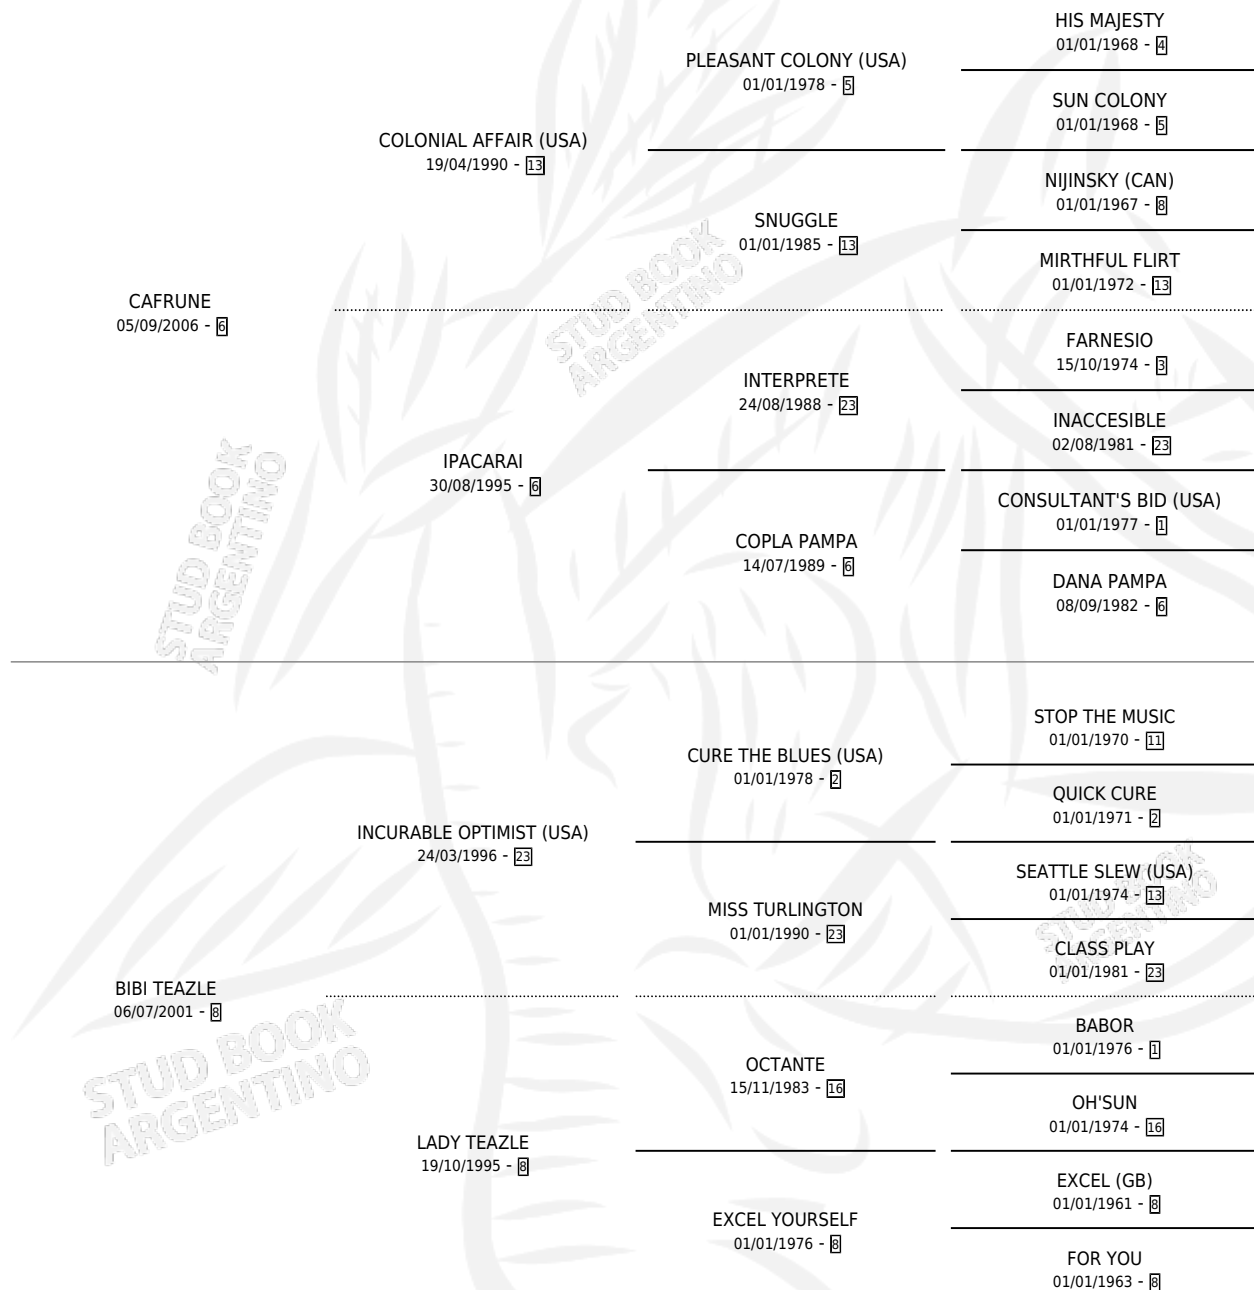 HIS MAJESTY
01/01/1968 - 4
PLEASANT COLONY (USA)
01/01/1978 - 5
SUN COLONY
01/01/1968 - 5
COLONIAL AFFAIR (USA)
19/04/1990 - 13
NIJINSKY (CAN)
01/01/1967 - 8
SNUGGLE
01/01/1985 - 13
MIRTHFUL FLIRT
01/01/1972 - 13
CAFRUNE
05/09/2006 - 6
STUD BOOK
ARGENTINO
FARNESIO
15/10/1974 - 3
INTERPRETE
24/08/1988 - 23
INACCESIBLE
02/08/1981 - 23
IPACARAI
30/08/1995 - 6
STUD BOOK
ARGENTINO
CONSULTANT'S BID (USA)
01/01/1977 - 1
COPLA PAMPA
14/07/1989 - 6
DANA PAMPA
08/09/1982 - 6
STOP THE MUSIC
01/01/1970 - 11
CURE THE BLUES (USA)
01/01/1978 - 2
QUICK CURE
01/01/1971 - 2
INCURABLE OPTIMIST (USA)
24/03/1996 - 23
SEATTLE SLEW (USA)
01/01/1974 - 13
STUD BOOK
ARGENTINO
MISS TURLINGTON
01/01/1990 - 23
CLASS PLAY
01/01/1981 - 23
BIBI TEAZLE
06/07/2001 - 8
STUD BOOK
ARGENTINO
BABOR
01/01/1976 - 1
OCTANTE
15/11/1983 - 16
OH'SUN
01/01/1974 - 16
LADY TEAZLE
19/10/1995 - 8
EXCEL (GB)
01/01/1961 - 8
EXCEL YOURSELF
01/01/1976 - 8
FOR YOU
01/01/1963 - 8